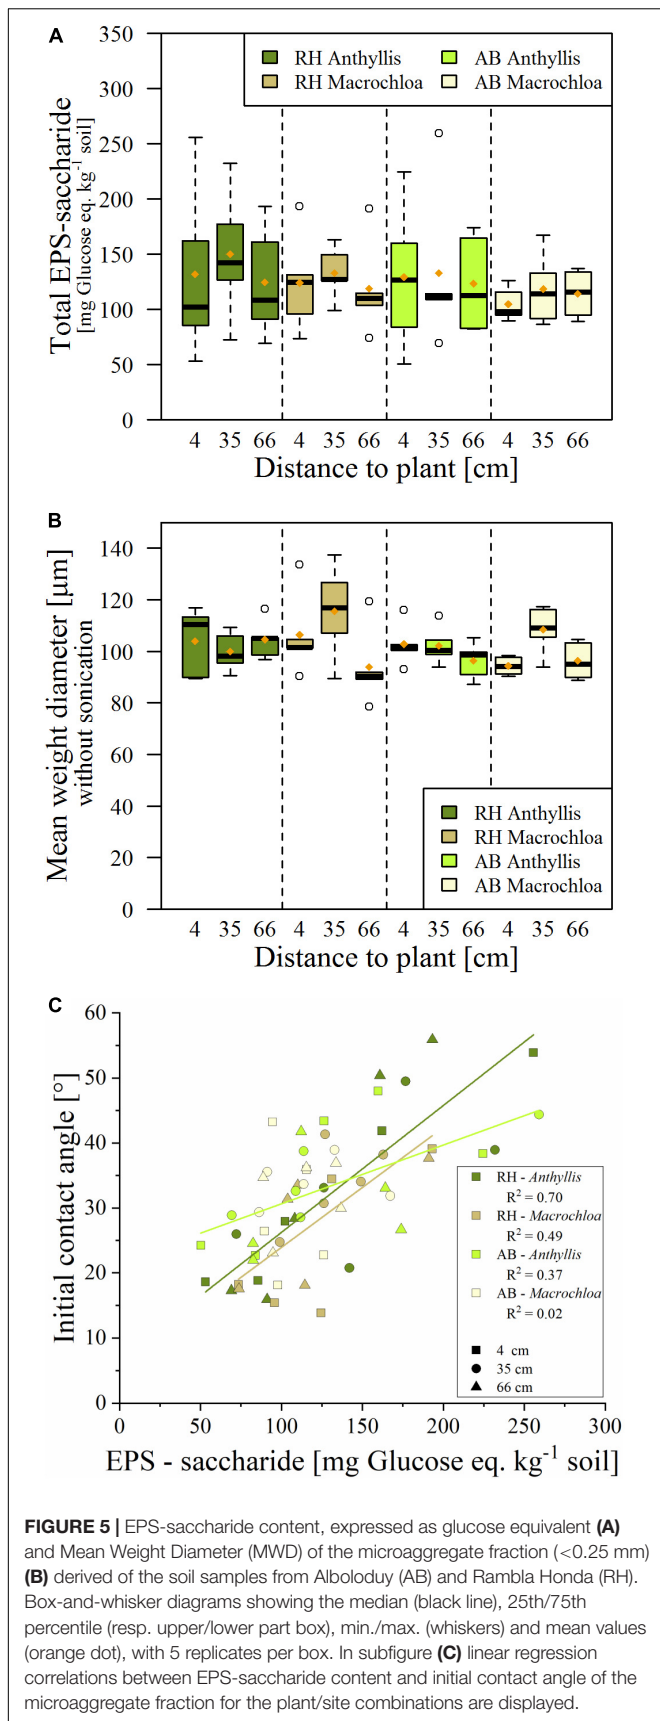 A
350
300
250
200
150
100
50
0
Total EPS-saccharide
[mg Glucose eq. kg⁻¹ soil]
RH Anthyllis
RH Macrochloa
AB Anthyllis
AB Macrochloa
4 35 66 4 35 66 4 35 66 4 35 66
Distance to plant [cm]
B
140
120
100
80
60
40
20
0
Mean weight diameter [µm]
without sonication
RH Anthyllis
RH Macrochloa
AB Anthyllis
AB Macrochloa
4 35 66 4 35 66 4 35 66 4 35 66
Distance to plant [cm]
C
60
50
40
30
20
10
0
Initial contact angle [°]
RH - Anthyllis
R² = 0.70
RH - Macrochloa
R² = 0.49
AB - Anthyllis
R² = 0.37
AB - Macrochloa
R² = 0.02
4 cm
35 cm
66 cm
0 50 100 150 200 250 300
EPS - saccharide [mg Glucose eq. kg⁻¹ soil]
FIGURE 5 | EPS-saccharide content, expressed as glucose equivalent (A)
and Mean Weight Diameter (MWD) of the microaggregate fraction (<0.25 mm)
(B) derived of the soil samples from Alboloduy (AB) and Rambla Honda (RH).
Box-and-whisker diagrams showing the median (black line), 25th/75th
percentile (resp. upper/lower part box), min./max. (whiskers) and mean values
(orange dot), with 5 replicates per box. In subfigure (C) linear regression
correlations between EPS-saccharide content and initial contact angle of the
microaggregate fraction for the plant/site combinations are displayed.